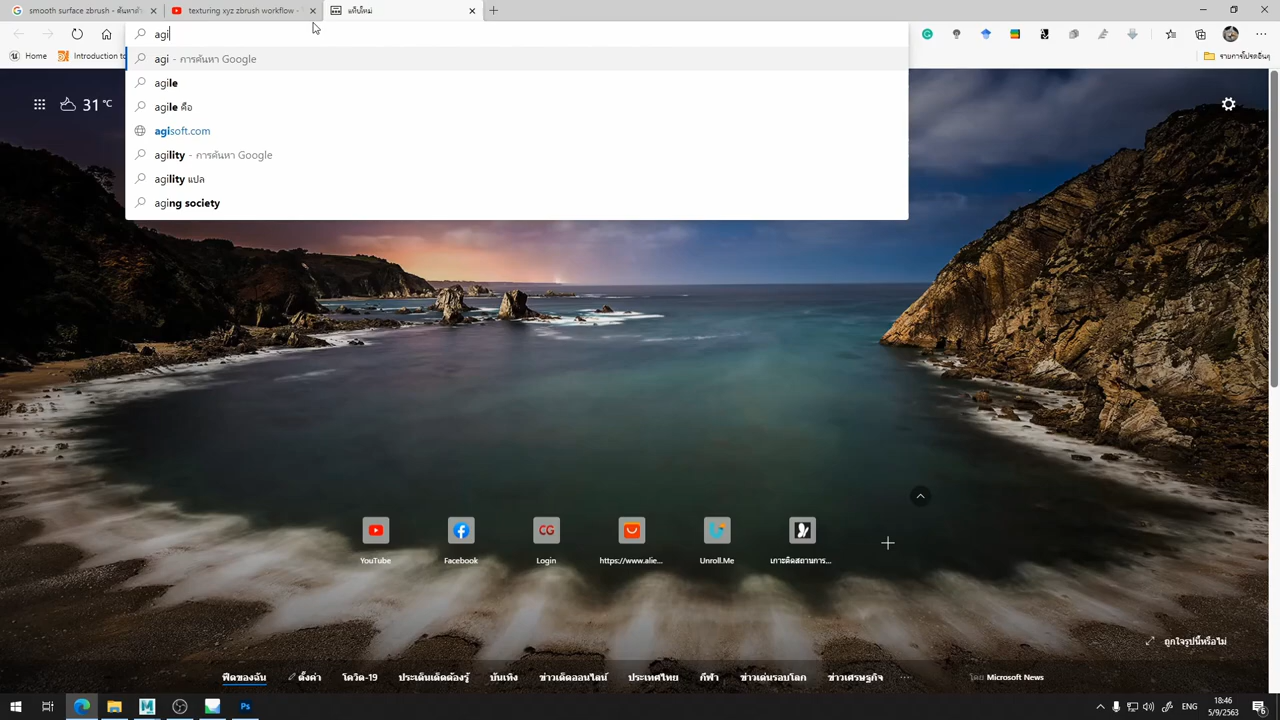 smooth surface zbrush - ค้นหาด้ว
texturing xyz zbrush workflow -
แท็บใหม่
agi
Home
Introduction to
รายการโปรดอื่นๆ
agi - การค้นหา Google
agile
agile คือ
agisoft.com
agility - การค้นหา Google
agility แปล
aging society
31 °C
YouTube
Facebook
Login
https://www.alie...
Unroll.Me
เกาะติดสถานการ...
ถูกใจรูปนี้หรือไม่
ฟีดของฉัน
ตั้งค่า
โควิด-19
ประเด็นเด็ดต้องรู้
บันเทิง
ข่าวเด็ดออนไลน์
ประเทศไทย
กีฬา
ข่าวเด่นรอบโลก
ข่าวเศรษฐกิจ
โดย Microsoft News
ENG
18:46
5/9/2563